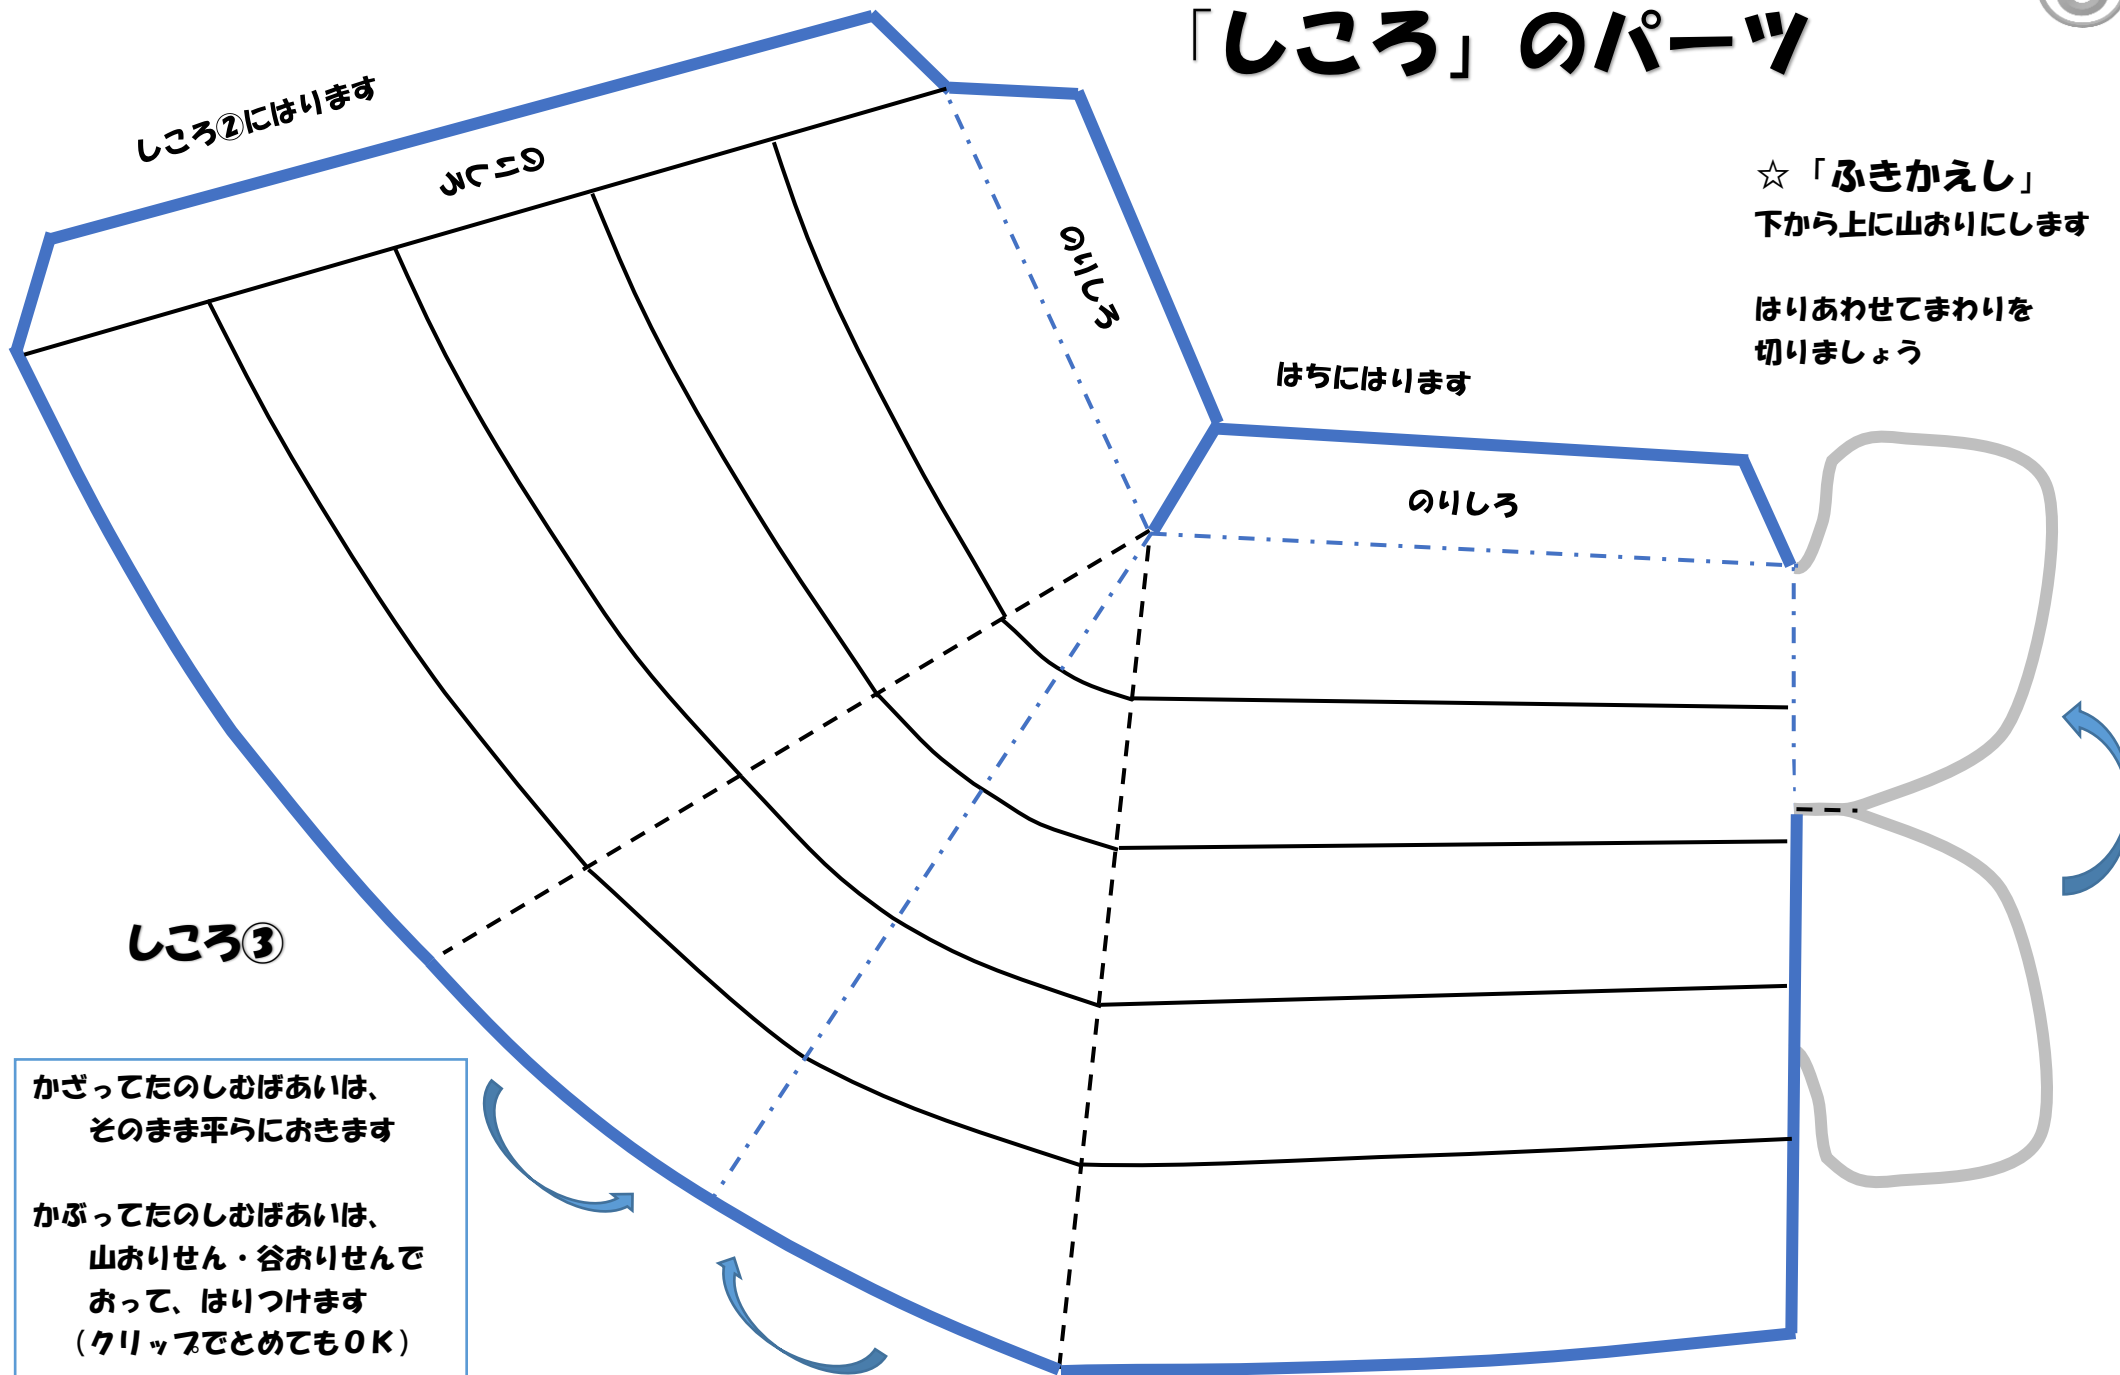 「しころ」のパーツ
しころ②にはります
のりしろ
のりしろ
☆「ふきかえし」
下から上に山おりにします
はりあわせてまわりを
切りましょう
はちにはります
のりしろ
しころ③
かざってたのしむばあいは、
そのまま平らにおきます
かぶってたのしむばあいは、
山おりせん・谷おりせんで
おって、はりつけます
（クリップでとめてもOK）